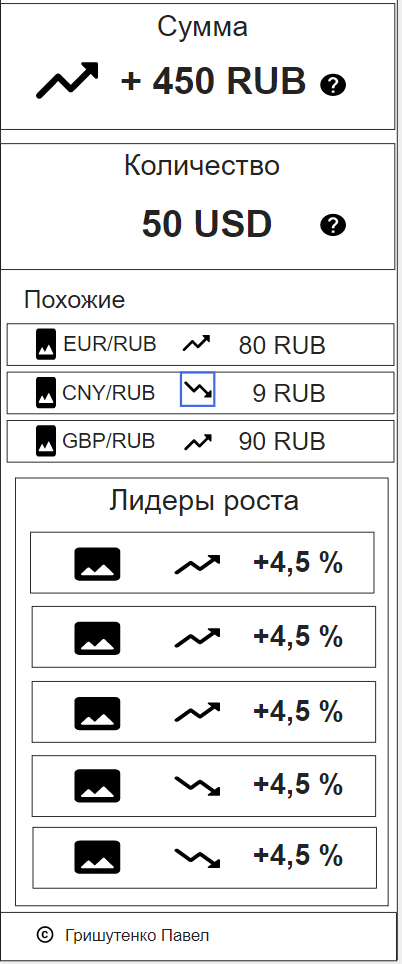 Сумма
+ 450 RUB ?
Количество
50 USD ?
Похожие
EUR/RUB 80 RUB
CNY/RUB 9 RUB
GBP/RUB 90 RUB
Лидеры роста
+4,5 %
+4,5 %
+4,5 %
+4,5 %
+4,5 %
© Гришутенко Павел